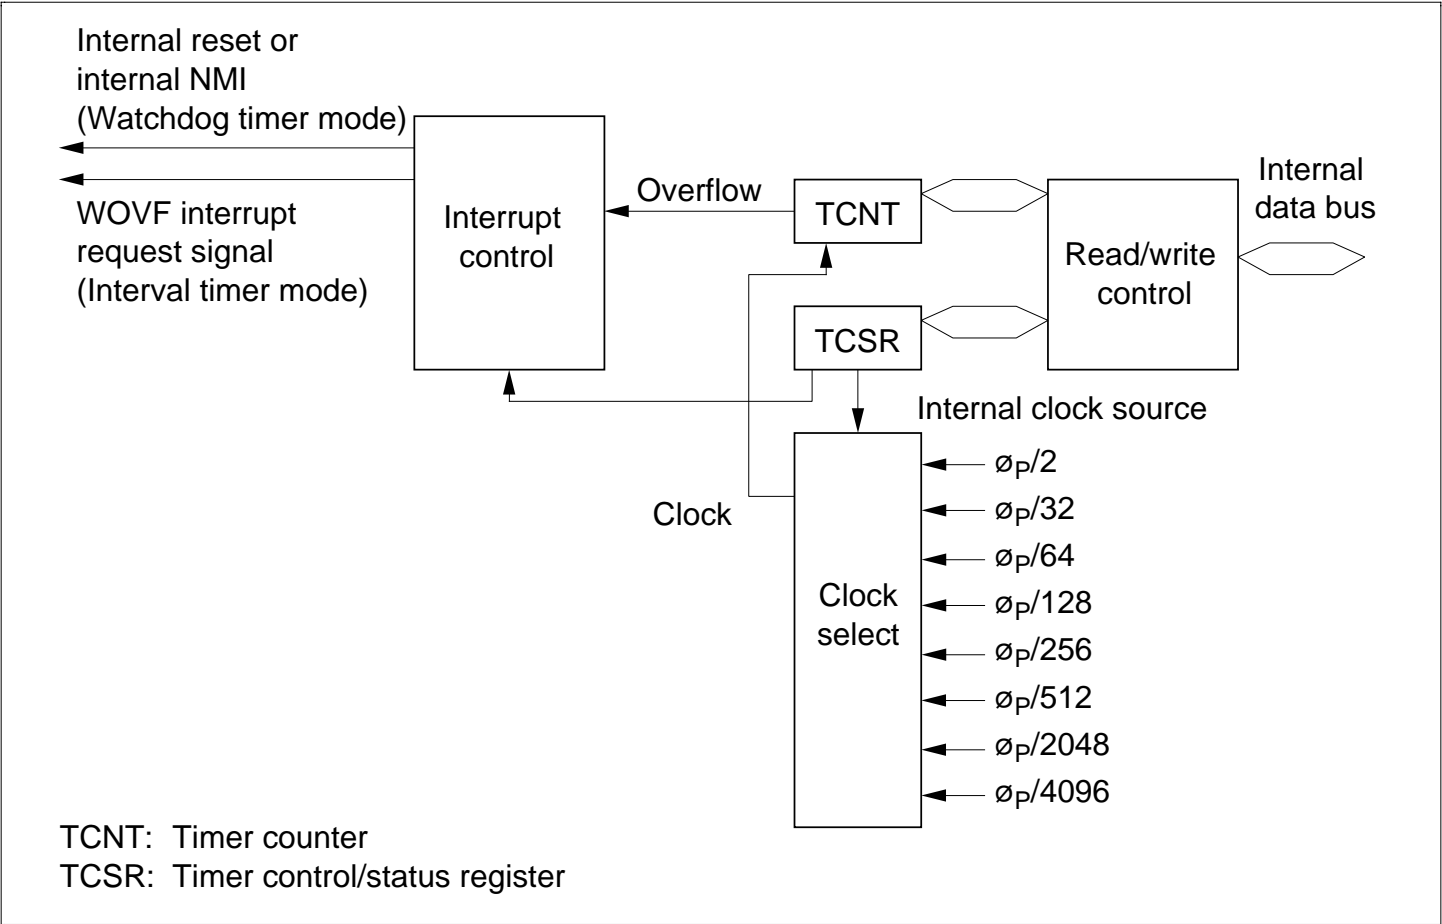 Internal reset or
internal NMI
(Watchdog timer mode)
WOVF interrupt
request signal
(Interval timer mode)
Interrupt
control
Overflow
TCNT
TCSR
Read/write
control
Internal
data bus
Internal clock source
Clock
Clock
select
øP/2
øP/32
øP/64
øP/128
øP/256
øP/512
øP/2048
øP/4096
TCNT: Timer counter
TCSR: Timer control/status register